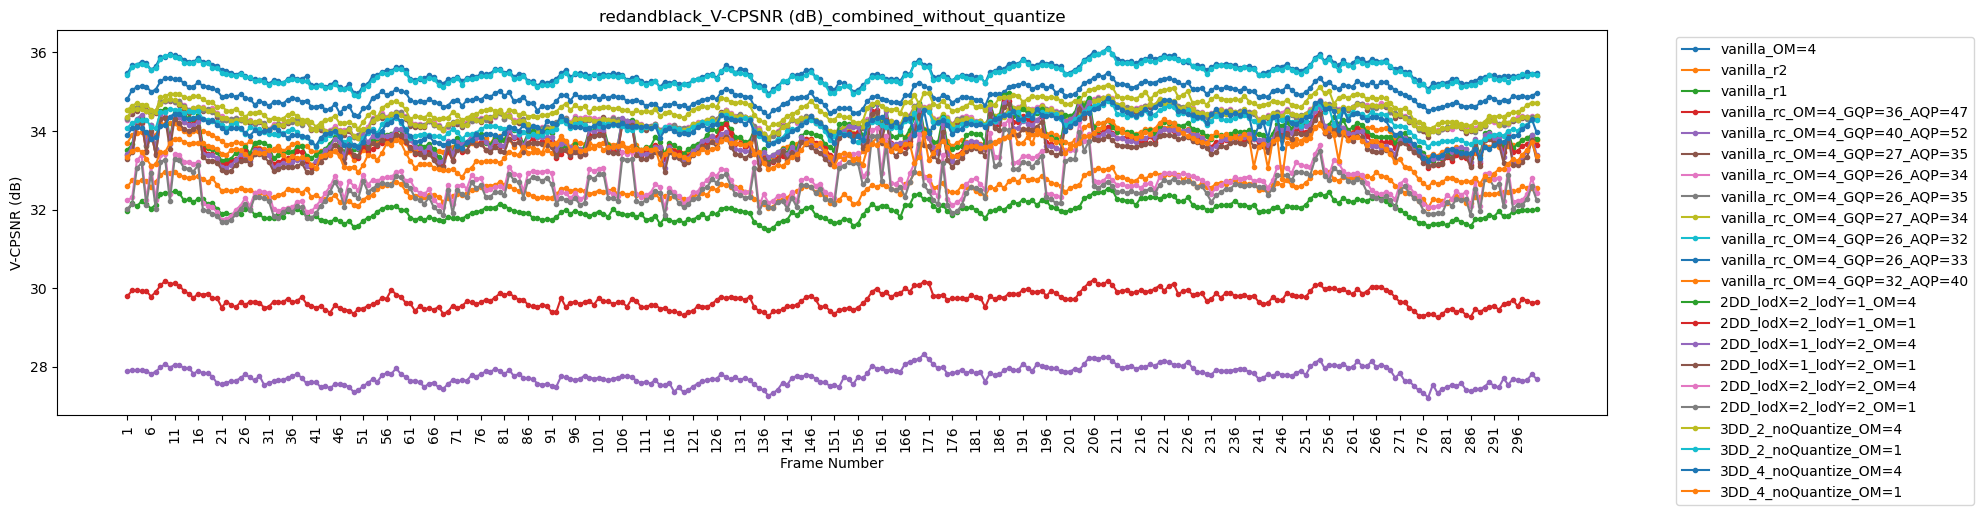 redandblack_V-CPSNR (dB)_combined_without_quantize
V-CPSNR (dB)
36
34
32
30
28
1 6 11 16 21 26 31 36 41 46 51 56 61 66 71 76 81 86 91 96 101 106 111 116 121 126 131 136 141 146 151 156 161 166 171 176 181 186 191 196 201 206 211 216 221 226 231 236 241 246 251 256 261 266 271 276 281 286 291 296
Frame Number
vanilla_OM=4
vanilla_r2
vanilla_r1
vanilla_rc_OM=4_GQP=36_AQP=47
vanilla_rc_OM=4_GQP=40_AQP=52
vanilla_rc_OM=4_GQP=27_AQP=35
vanilla_rc_OM=4_GQP=26_AQP=34
vanilla_rc_OM=4_GQP=26_AQP=35
vanilla_rc_OM=4_GQP=27_AQP=34
vanilla_rc_OM=4_GQP=26_AQP=32
vanilla_rc_OM=4_GQP=26_AQP=33
vanilla_rc_OM=4_GQP=32_AQP=40
2DD_lodX=2_lodY=1_OM=4
2DD_lodX=2_lodY=1_OM=1
2DD_lodX=1_lodY=2_OM=4
2DD_lodX=1_lodY=2_OM=1
2DD_lodX=2_lodY=2_OM=4
2DD_lodX=2_lodY=2_OM=1
3DD_2_noQuantize_OM=4
3DD_2_noQuantize_OM=1
3DD_4_noQuantize_OM=4
3DD_4_noQuantize_OM=1